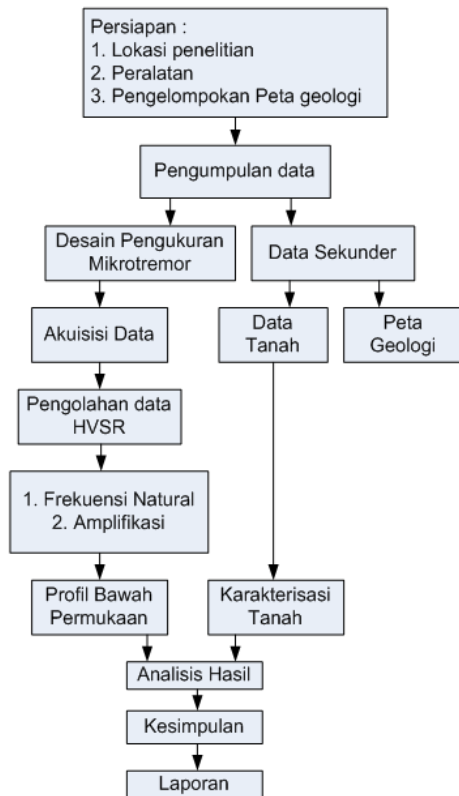 Persiapan :
1. Lokasi penelitian
2. Peralatan
3. Pengelompokan Peta geologi
Pengumpulan data
Desain Pengukuran
Mikrotremor
Data Sekunder
Akuisisi Data
Data
Tanah
Peta
Geologi
Pengolahan data
HVSR
1. Frekuensi Natural
2. Amplifikasi
Profil Bawah
Permukaan
Karakterisasi
Tanah
Analisis Hasil
Kesimpulan
Laporan